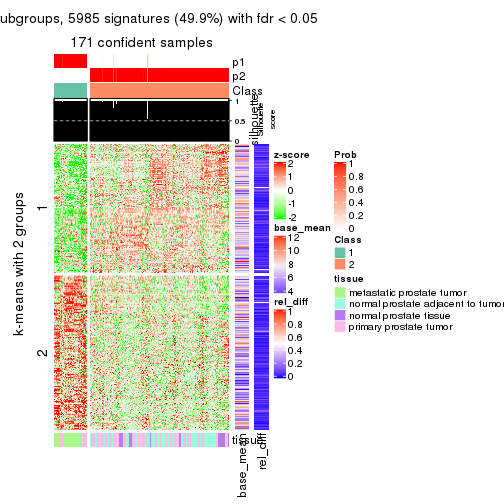 ubgroups, 5985 signatures (49.9%) with fdr < 0.05
171 confident samples
p1
p2
Class
1
0.5
0
silhouette
Silhouette
score
k-means with 2 groups
1
2
tissue
base_mean
rel_diff
z-score
2
1
0
-1
-2
base_mean
12
10
8
6
4
rel_diff
1
0.8
0.6
0.4
0.2
0
Prob
1
0.8
0.6
0.4
0.2
0
Class
1
2
tissue
metastatic prostate tumor
normal prostate adjacent to tumor
normal prostate tissue
primary prostate tumor